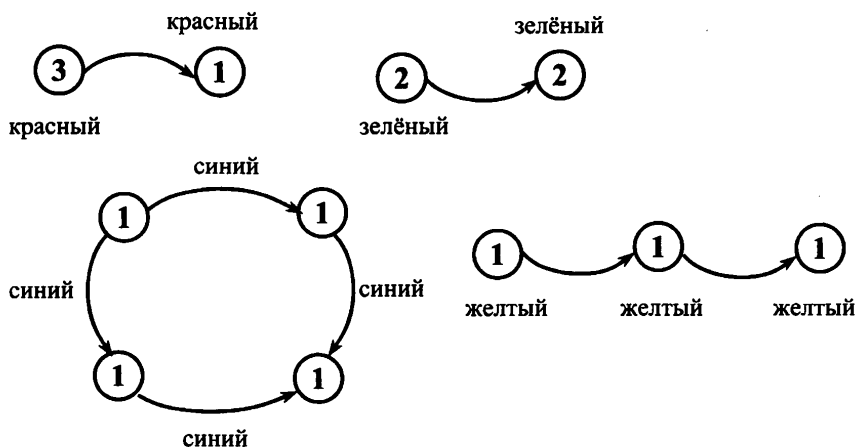 красный
3
1
красный
зелёный
2
2
зелёный
синий
1
1
синий
синий
1
1
синий
1
1
1
желтый
желтый
желтый